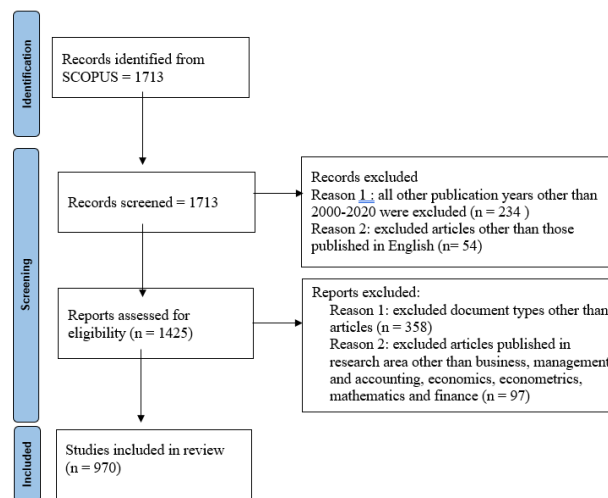 Identification
Records identified from
SCOPUS = 1713
Screening
Records screened = 1713
Records excluded
Reason 1 : all other publication years other than
2000-2020 were excluded (n = 234 )
Reason 2: excluded articles other than those
published in English (n= 54)
Reports assessed for
eligibility (n = 1425)
Reports excluded:
Reason 1: excluded document types other than
articles (n = 358)
Reason 2: excluded articles published in
research area other than business, management
and accounting, economics, econometrics,
mathematics and finance (n = 97)
Included
Studies included in review
(n = 970)